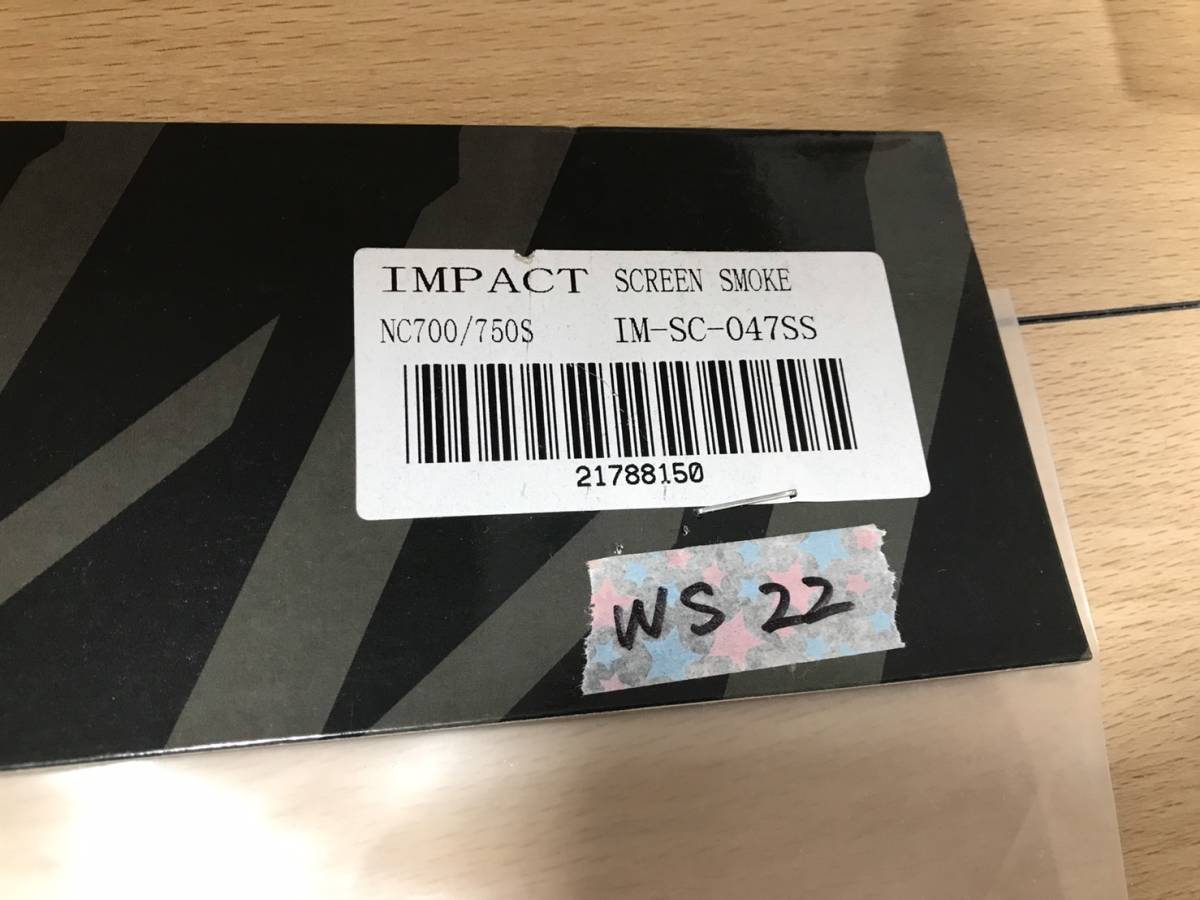 IMPACT SCREEN SMOKE
NC700/750S IM-SC-047SS
21788150
WS 22